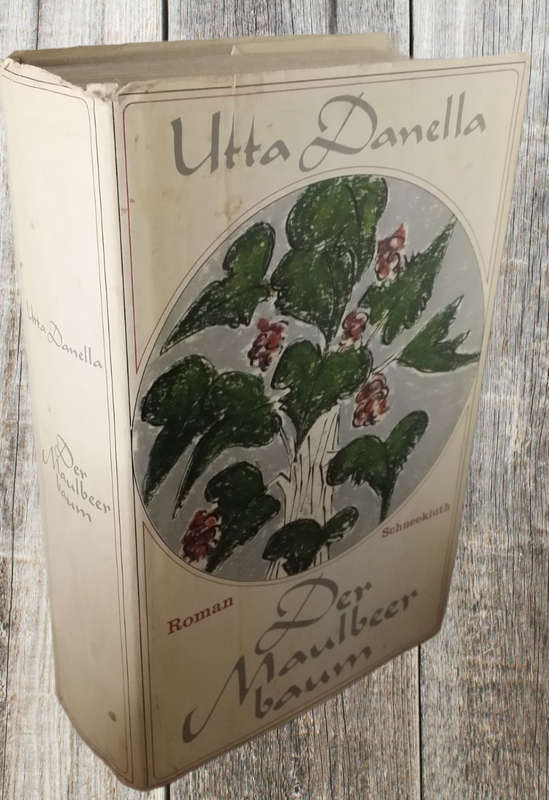 Utta Danella
Der
Maulbeer
baum
Utta Danella
Schneekluth
Roman
Der
Maulbeer
baum